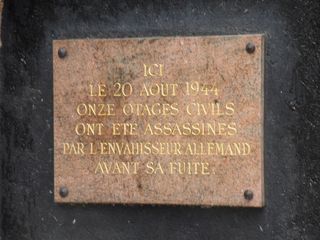 ICI
LE 20 AOUT 1944
ONZE OTAGES CIVILS
ONT ETE ASSASSINES
PAR L'ENVAHISSEUR ALLEMAND
AVANT SA FUITE.